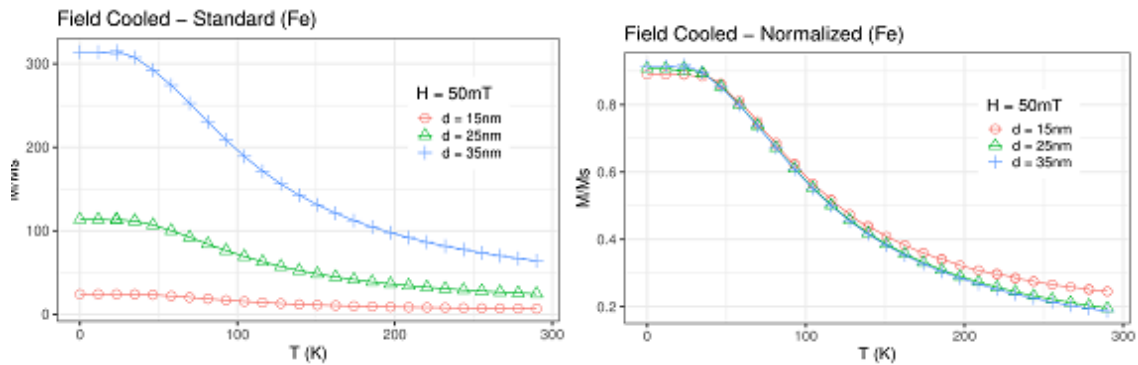 Field Cooled – Standard (Fe)
300
200
100
0
H = 50mT
d = 15nm
d = 25nm
d = 35nm
0 100 200 300
T (K)
Field Cooled – Normalized (Fe)
M/Ms
0.8
0.6
0.4
0.2
H = 50mT
d = 15nm
d = 25nm
d = 35nm
0 100 200 300
T (K)